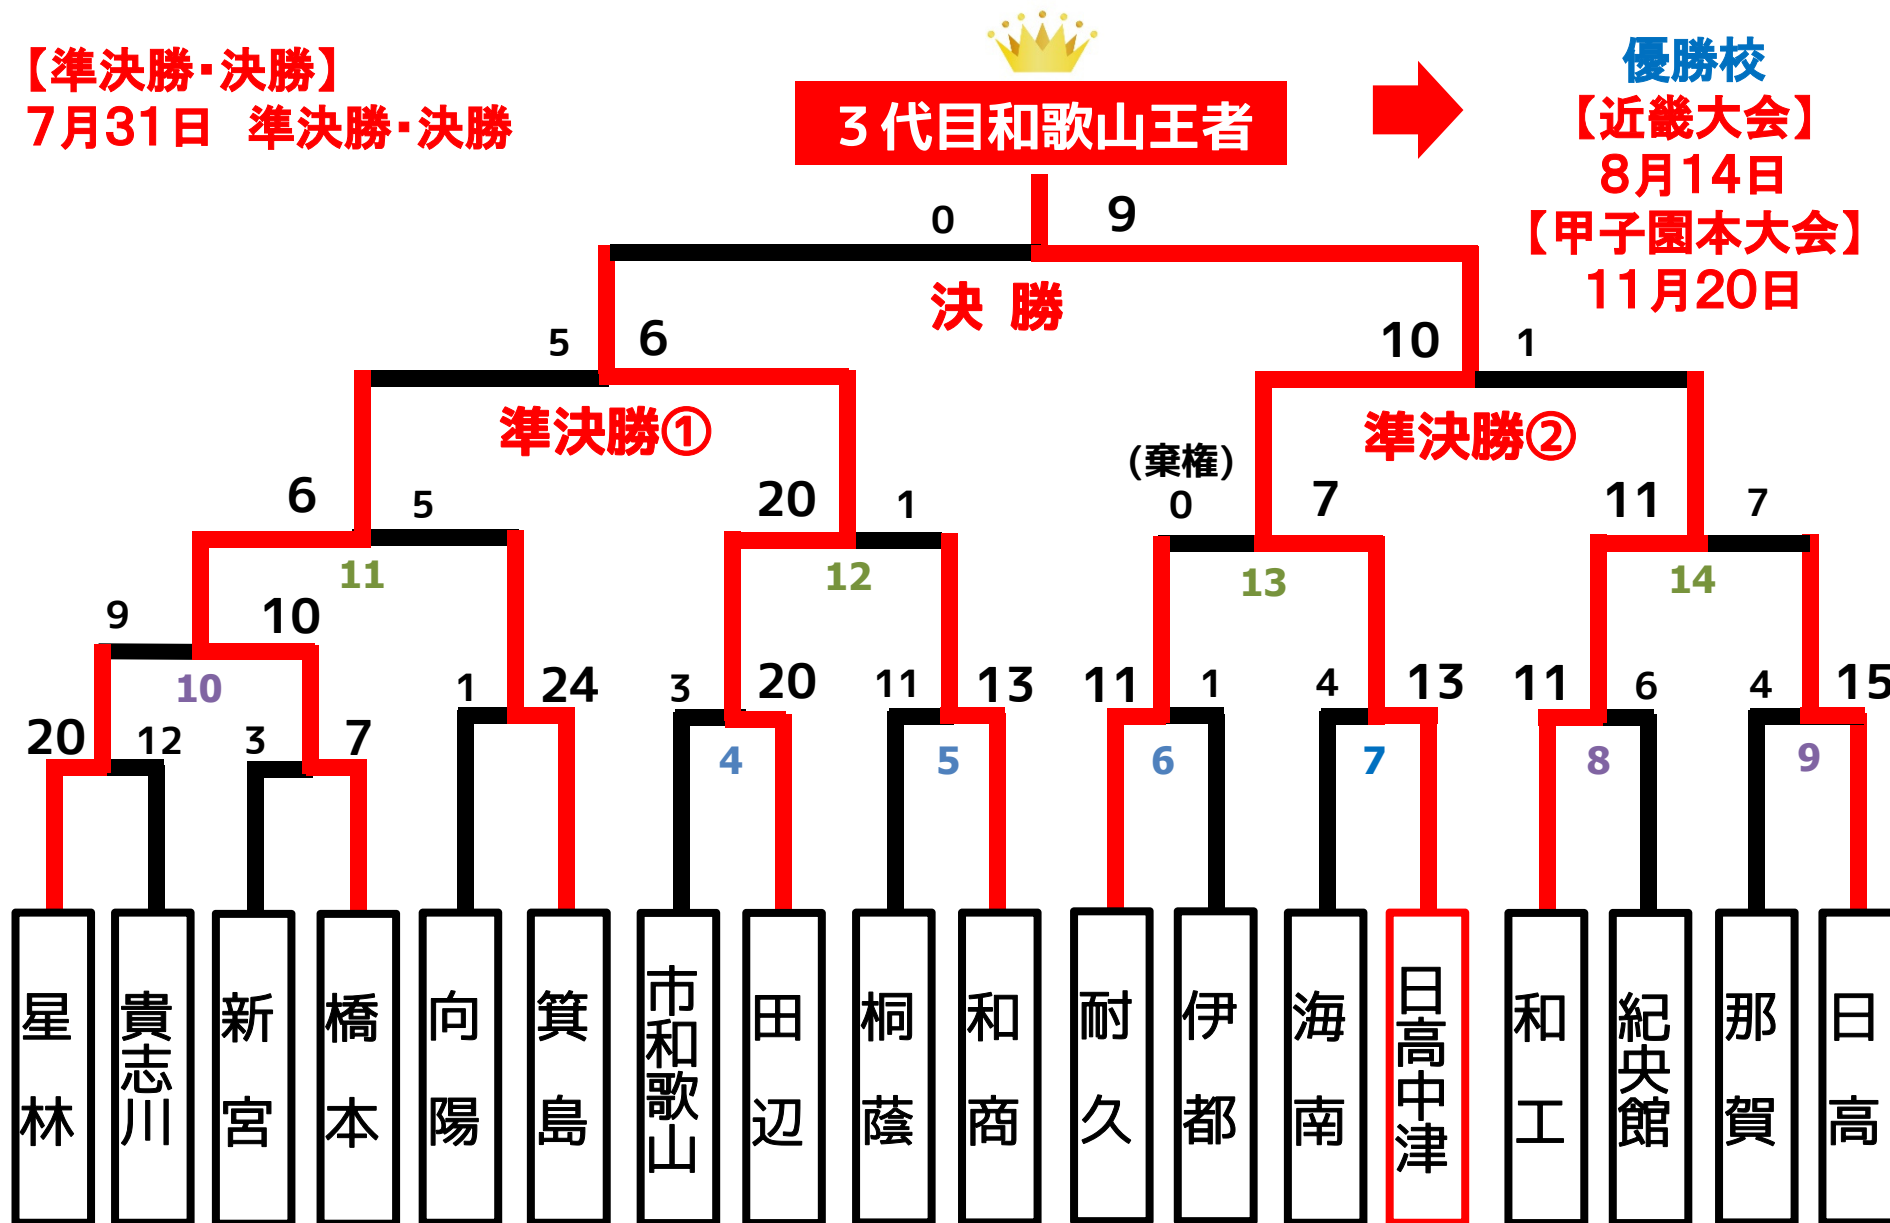 【準決勝・決勝】
7月31日　準決勝・決勝
３代目和歌山王者
優勝校
【近畿大会】
8月14日
【甲子園本大会】
11月20日
0 9
決 勝
5 6 10 1
準決勝① 準決勝②
(棄権)
6 5 20 1 0 7 11 7
11 12 13 14
9 10
10
1 24 3 20 11 13 11 1 4 13 11 6 4 15
20 12 3 7
4 5 6 7 8 9
星林
貴志川
新宮
橋本
向陽
箕島
市和歌山
田辺
桐蔭
和商
耐久
伊都
海南
日高中津
和工
紀央館
那賀
日高